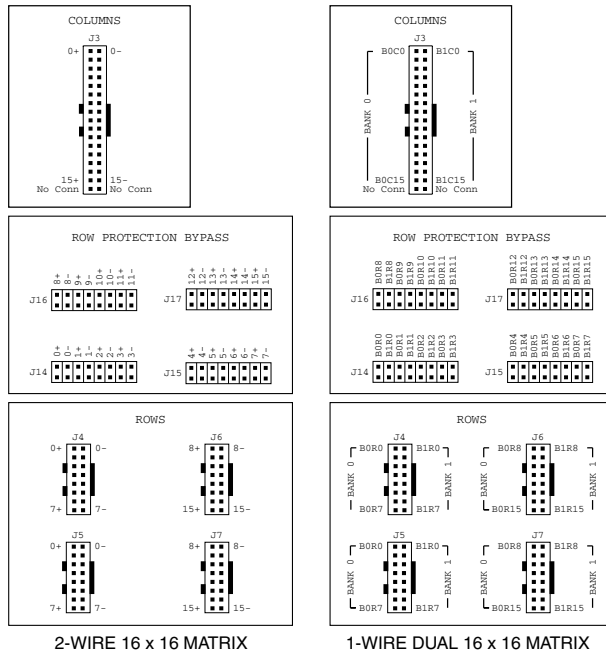 COLUMNS
J3
0+ 0-
15+ 15-
No Conn No Conn
ROW PROTECTION BYPASS
8+ 8- 9+ 9- 10+ 10- 11+ 11-
J16
12+ 12- 13+ 13- 14+ 14- 15+ 15-
J17
0+ 0- 1+ 1- 2+ 2- 3+ 3-
J14
4+ 4- 5+ 5- 6+ 6- 7+ 7-
J15
ROWS
J4
0+ 0-
7+ 7-
J6
8+ 8-
15+ 15-
J5
0+ 0-
7+ 7-
J7
8+ 8-
15+ 15-
2-WIRE 16 x 16 MATRIX
COLUMNS
J3
B0C0 B1C0
BANK 0 BANK 1
B0C15 B1C15
No Conn No Conn
ROW PROTECTION BYPASS
B0R8 B1R8 B0R9 B1R9 B0R10 B1R10 B0R11 B1R11
J16
B0R12 B1R12 B0R13 B1R13 B0R14 B1R14 B0R15 B1R15
J17
B0R0 B1R0 B0R1 B1R1 B0R2 B1R2 B0R3 B1R3
J14
B0R4 B1R4 B0R5 B1R5 B0R6 B1R6 B0R7 B1R7
J15
ROWS
J4
B0R0 B1R0
BANK 0 BANK 1
B0R7 B1R7
J6
B0R8 B1R8
BANK 0 BANK 1
B0R15 B1R15
J5
B0R0 B1R0
BANK 0 BANK 1
B0R7 B1R7
J7
B0R8 B1R8
BANK 0 BANK 1
B0R15 B1R15
1-WIRE DUAL 16 x 16 MATRIX